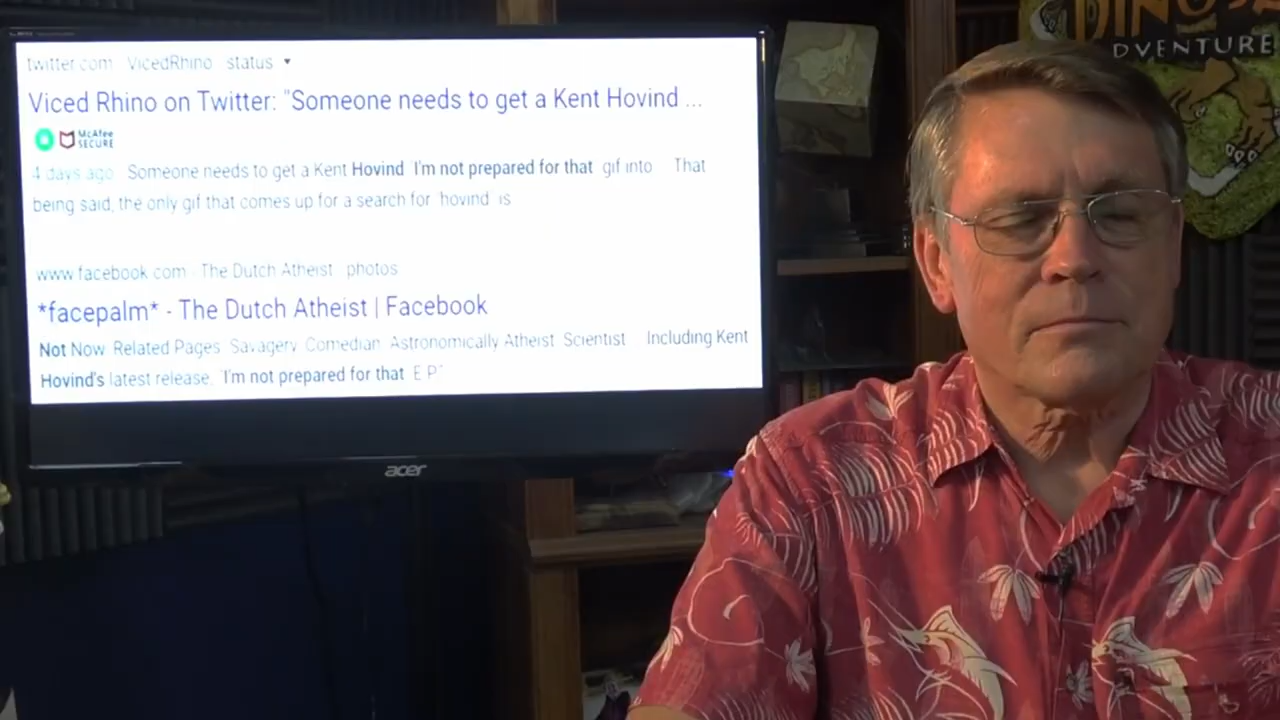 twitter.com VicedRhino status
Viced Rhino on Twitter: "Someone needs to get a Kent Hovind ...
McAfee
SECURE
4 days ago Someone needs to get a Kent Hovind 'I'm not prepared for that' gif into That
being said, the only gif that comes up for a search for 'hovind' is
www.facebook.com The Dutch Atheist photos
*facepalm* - The Dutch Atheist | Facebook
Not Now Related Pages Savagery Comedian Astronomically Atheist Scientist Including Kent
Hovind's latest release, 'I'm not prepared for that' E P"
acer
DINOS
DVENTURE